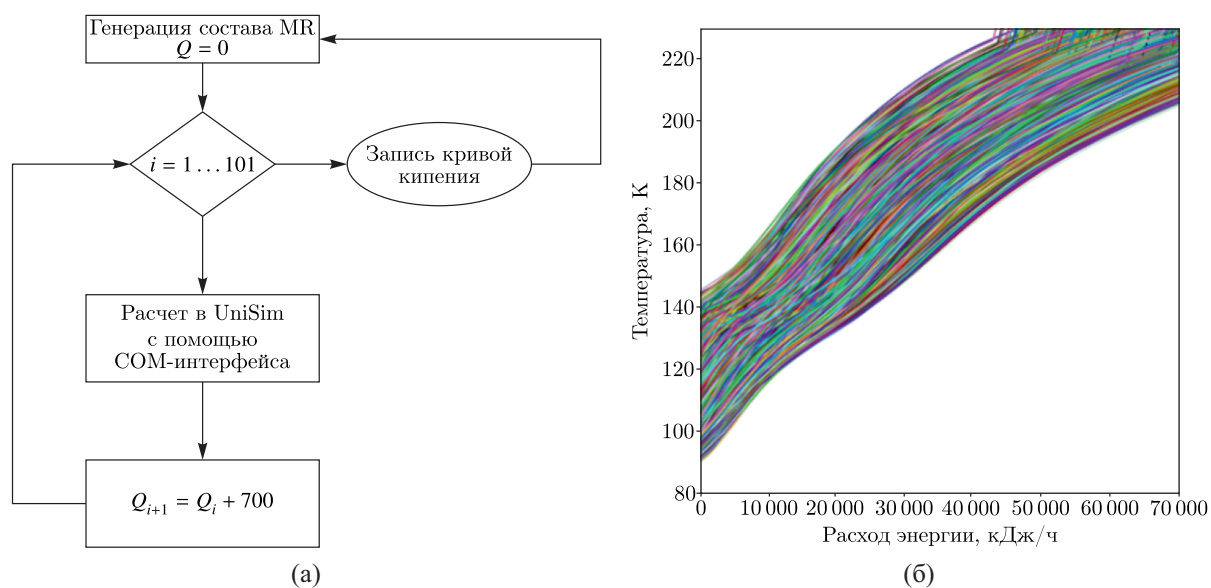 Генерация состава MR
Q = 0
i = 1 … 101
Запись кривой
кипения
Расчет в UniSim
с помощью
COM-интерфейса
Qi+1 = Qi + 700
(а)
Температура, К
220
200
180
160
140
120
100
80
0
10 000
20 000
30 000
40 000
50 000
60 000
70 000
Расход энергии, кДж/ч
(б)